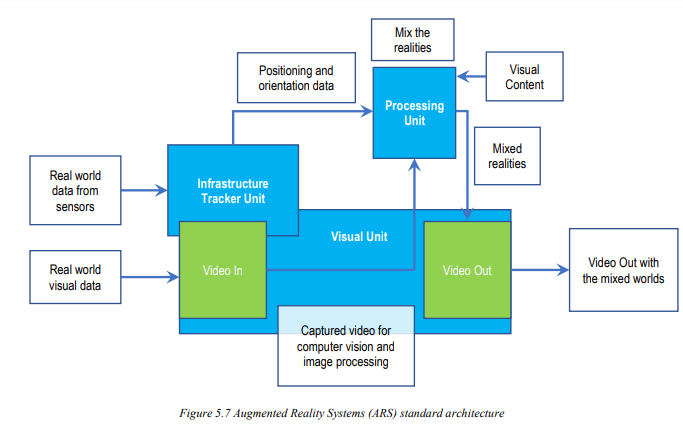 Mix the
realities
Positioning and
orientation data
Visual
Content
Processing
Unit
Mixed
realities
Real world
data from
sensors
Infrastructure
Tracker Unit
Visual Unit
Real world
visual data
Video In
Video Out
Video Out with
the mixed worlds
Captured video for
computer vision and
image processing
Figure 5.7 Augmented Reality Systems (ARS) standard architecture